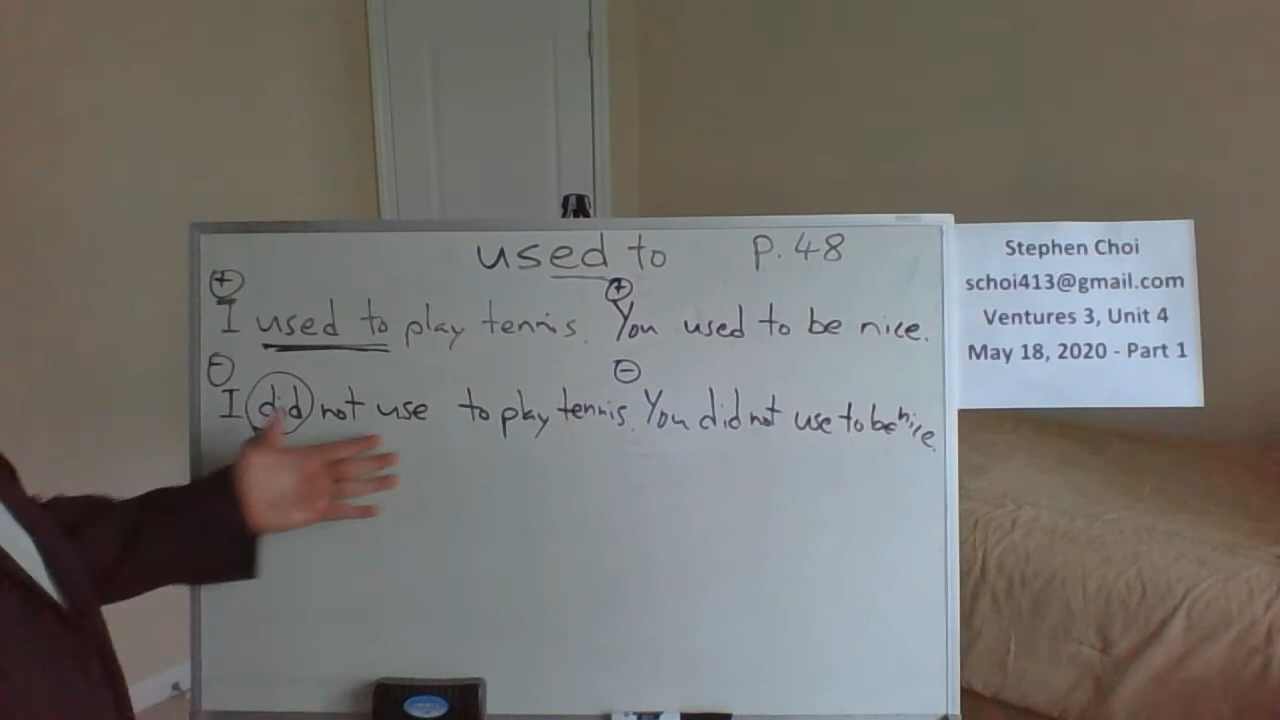 used to p. 48
⊕ ⊕
I used to play tennis. You used to be nice.
⊖ ⊖
I did not use to play tennis. You did not use to be nice.
Stephen Choi
schoi413@gmail.com
Ventures 3, Unit 4
May 18, 2020 - Part 1